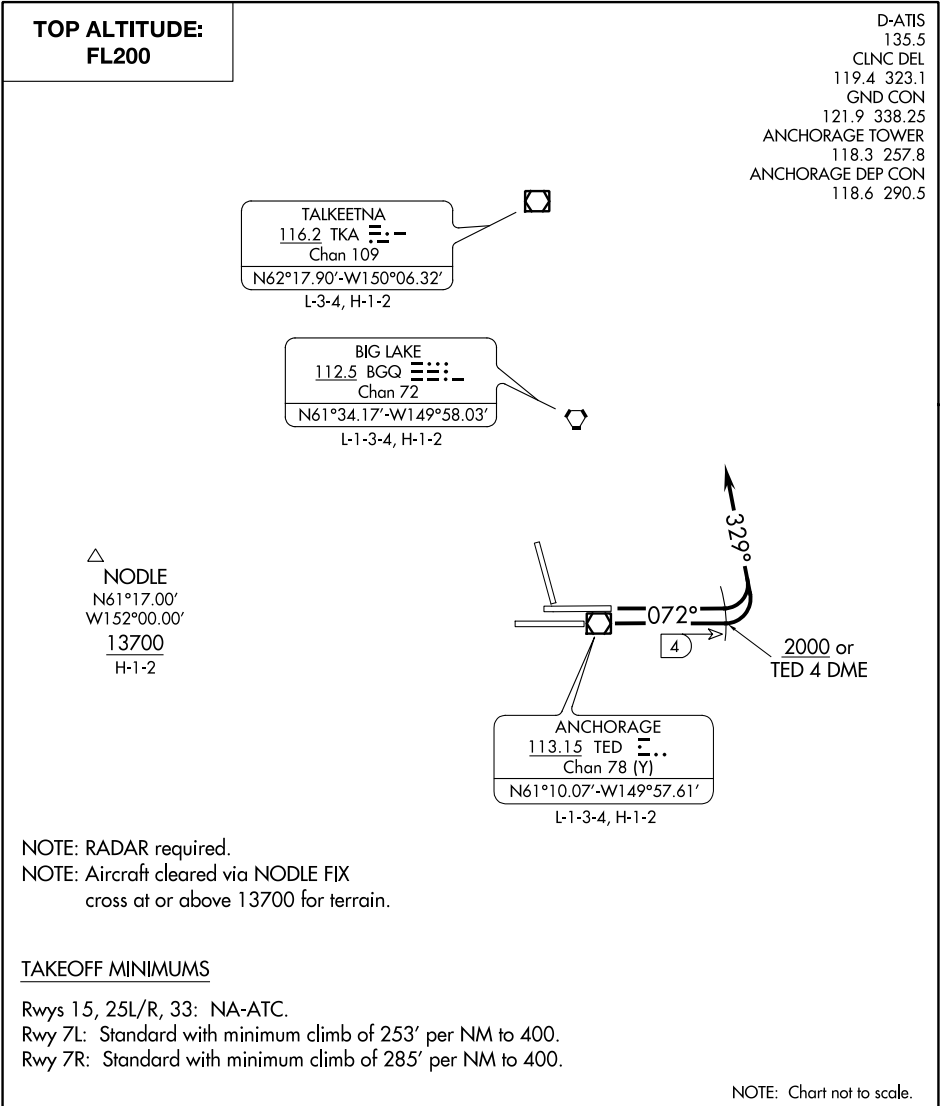 TOP ALTITUDE:
FL200
D-ATIS
135.5
CLNC DEL
119.4 323.1
GND CON
121.9 338.25
ANCHORAGE TOWER
118.3 257.8
ANCHORAGE DEP CON
118.6 290.5
TALKEETNA
116.2 TKA
Chan 109
N62°17.90'-W150°06.32'
L-3-4, H-1-2
BIG LAKE
112.5 BGQ
Chan 72
N61°34.17'-W149°58.03'
L-1-3-4, H-1-2
329°
NODLE
N61°17.00'
W152°00.00'
13700
H-1-2
072°
4
2000 or
TED 4 DME
ANCHORAGE
113.15 TED
Chan 78 (Y)
N61°10.07'-W149°57.61'
L-1-3-4, H-1-2
NOTE: RADAR required.
NOTE: Aircraft cleared via NODLE FIX
cross at or above 13700 for terrain.
TAKEOFF MINIMUMS
Rwys 15, 25L/R, 33: NA-ATC.
Rwy 7L: Standard with minimum climb of 253' per NM to 400.
Rwy 7R: Standard with minimum climb of 285' per NM to 400.
NOTE: Chart not to scale.